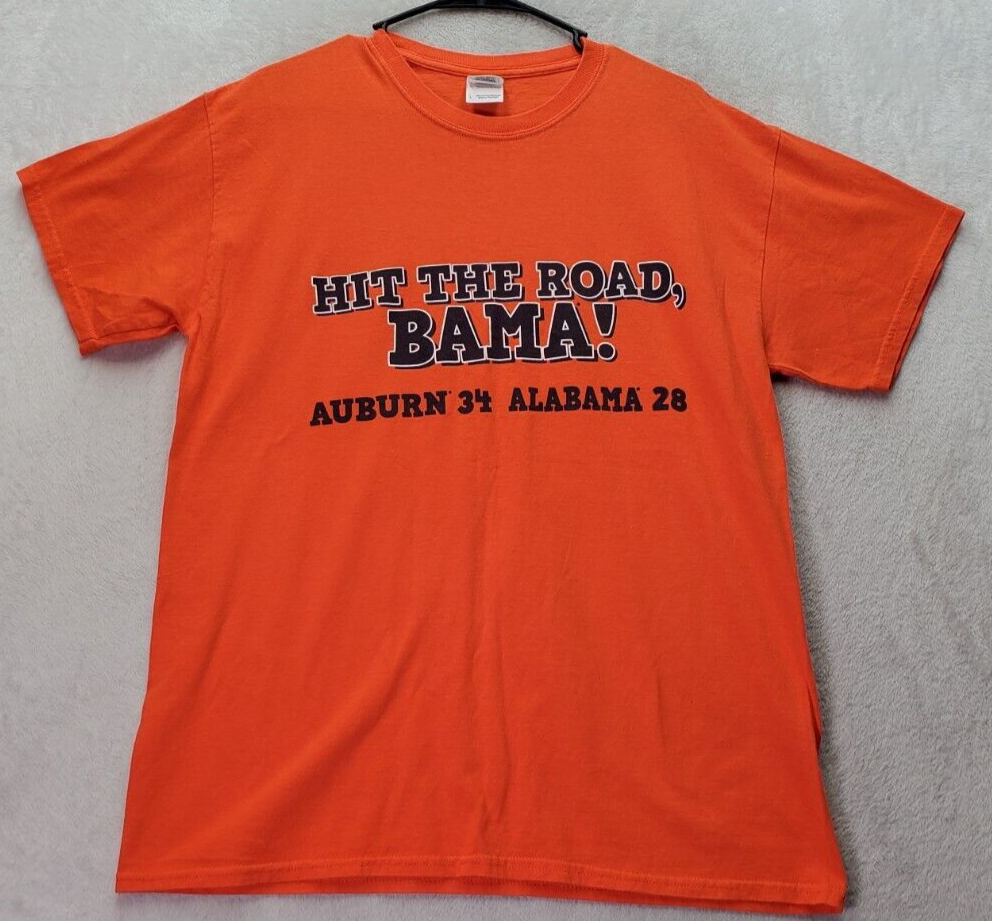 HIT THE ROAD,
BAMA!
AUBURN 34 ALABAMA 28